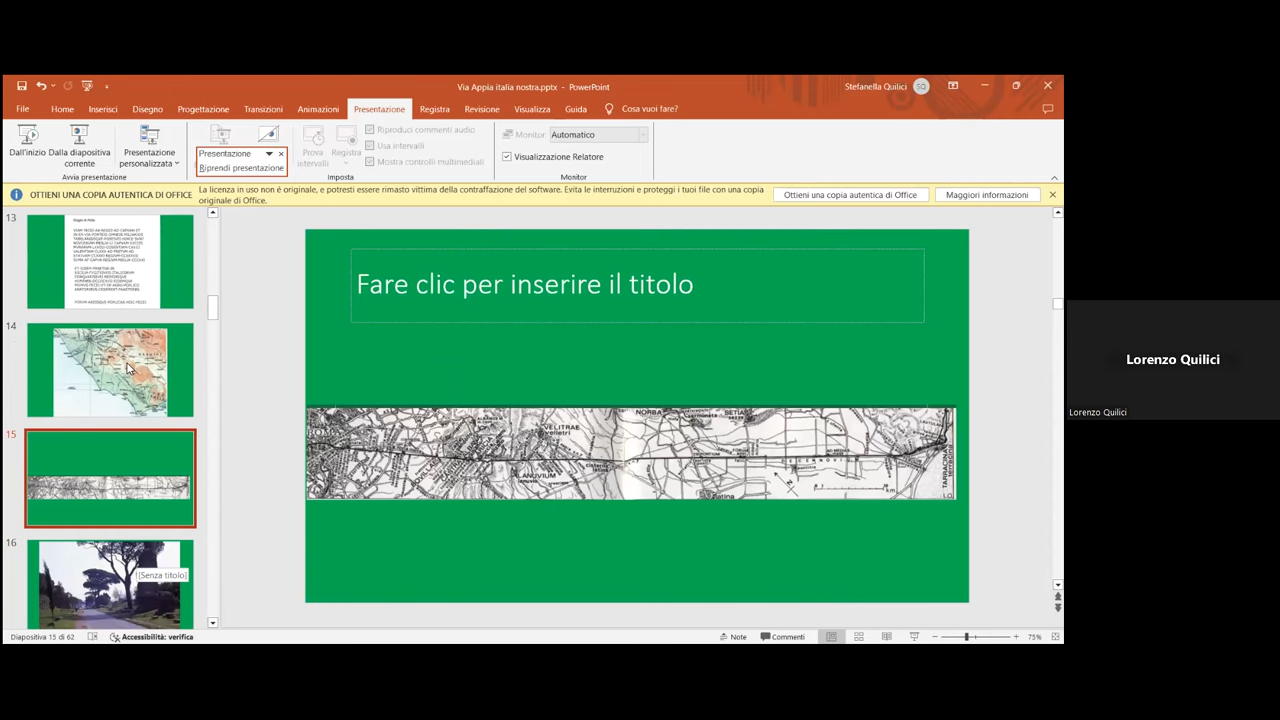 Via Appia italia nostra.pptx - PowerPoint
Stefanella Quilici
SQ
File
Home
Inserisci
Disegno
Progettazione
Transizioni
Animazioni
Presentazione
Registra
Revisione
Visualizza
Guida
Cosa vuoi fare?
Dall'inizio
Dalla diapositiva corrente
Presentazione personalizzata
Avvia presentazione
Presentazione
Riprendi presentazione
Prova intervalli
Registra
Riproduci commenti audio
Usa intervalli
Mostra controlli multimediali
Imposta
Monitor:
Automatico
Visualizzazione Relatore
Monitor
OTTIENI UNA COPIA AUTENTICA DI OFFICE
La licenza in uso non è originale, e potresti essere rimasto vittima della contraffazione del software. Evita le interruzioni e proteggi i tuoi file con una copia
originale di Office.
Ottieni una copia autentica di Office
Maggiori informazioni
13
14
15
16
[Senza titolo]
Fare clic per inserire il titolo
NORBA
SETIA
VELITRAE
velletri
LANUVIUM
cisterna
latina
Latina
km
N
TARRACINA
Lorenzo Quilici
Lorenzo Quilici
Diapositiva 15 di 62
Accessibilità: verifica
Note
Commenti
75%